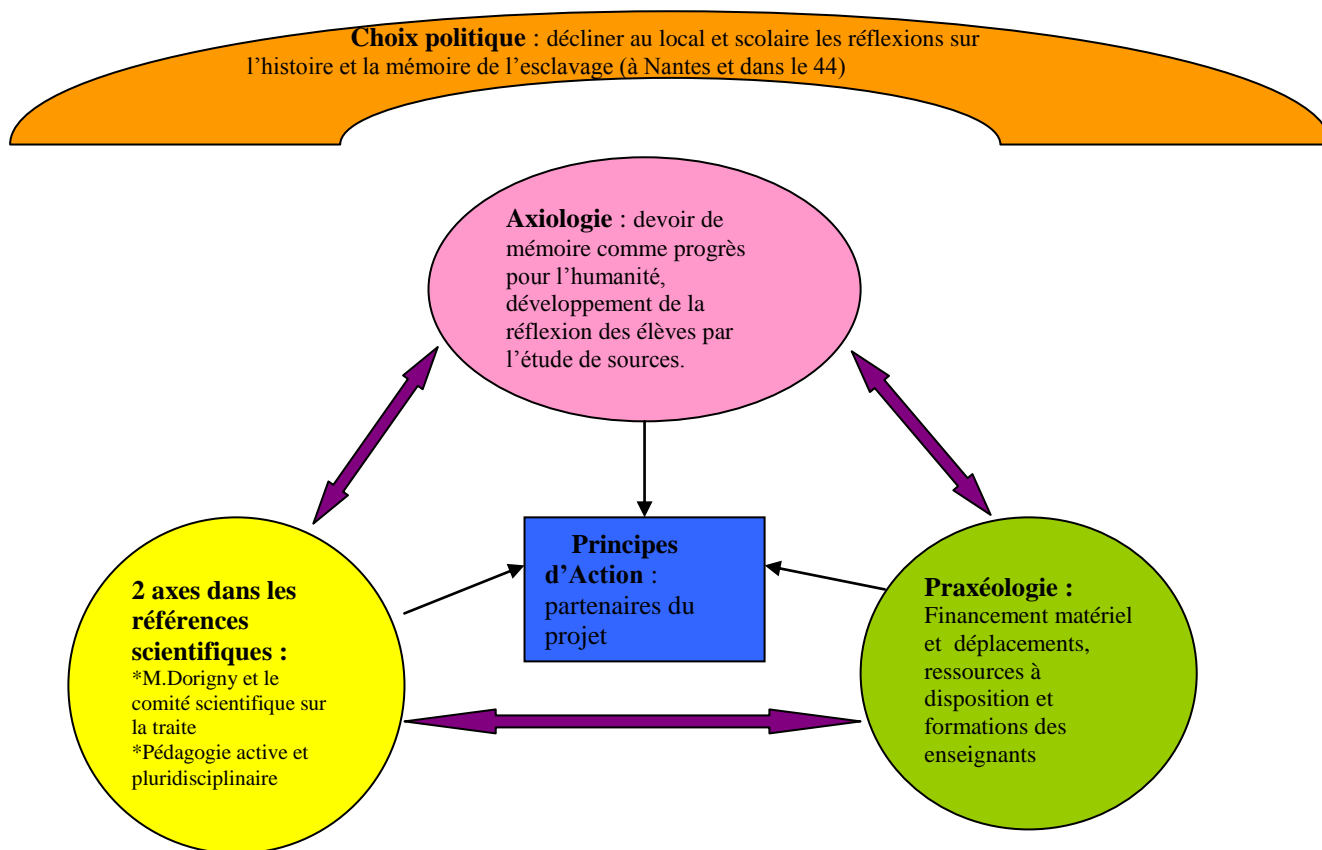 Choix politique : décliner au local et scolaire les réflexions sur
l’histoire et la mémoire de l’esclavage (à Nantes et dans le 44)
Axiologie : devoir de
mémoire comme progrès
pour l’humanité,
développement de la
réflexion des élèves par
l’étude de sources.
Principes
d’Action :
partenaires du
projet
2 axes dans les
références
scientifiques :
*M.Dorigny et le
comité scientifique sur
la traite
*Pédagogie active et
pluridisciplinaire
Praxéologie :
Financement matériel
et déplacements,
ressources à
disposition et
formations des
enseignants